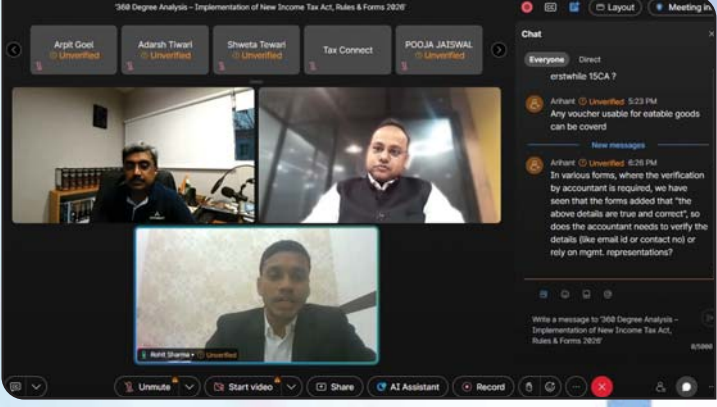 '360 Degree Analysis – Implementation of New Income Tax Act, Rules & Forms 2026'
Layout
Meeting in
Arpit Goel
Unverified
Adarsh Tiwari
Unverified
Shweta Tewari
Unverified
Tax Connect
POOJA JAISWAL
Unverified
Chat
Everyone Direct
erstwhile 15CA ?
Arihant Unverified 5:23 PM
Any voucher usable for eatable goods
can be coverd
New messages
Arihant Unverified 6:26 PM
In various forms, where the verification
by accountant is required, we have
seen that the forms added that "the
above details are true and correct", so
does the accountant needs to verify the
details (like email id or contact no) or
rely on mgmt. representations?
Write a message to '360 Degree Analysis –
Implementation of New Income Tax Act,
Rules & Forms 2026'
0/5000
Rohit Sharma • Unverified
Unmute
Start video
Share
AI Assistant
Record